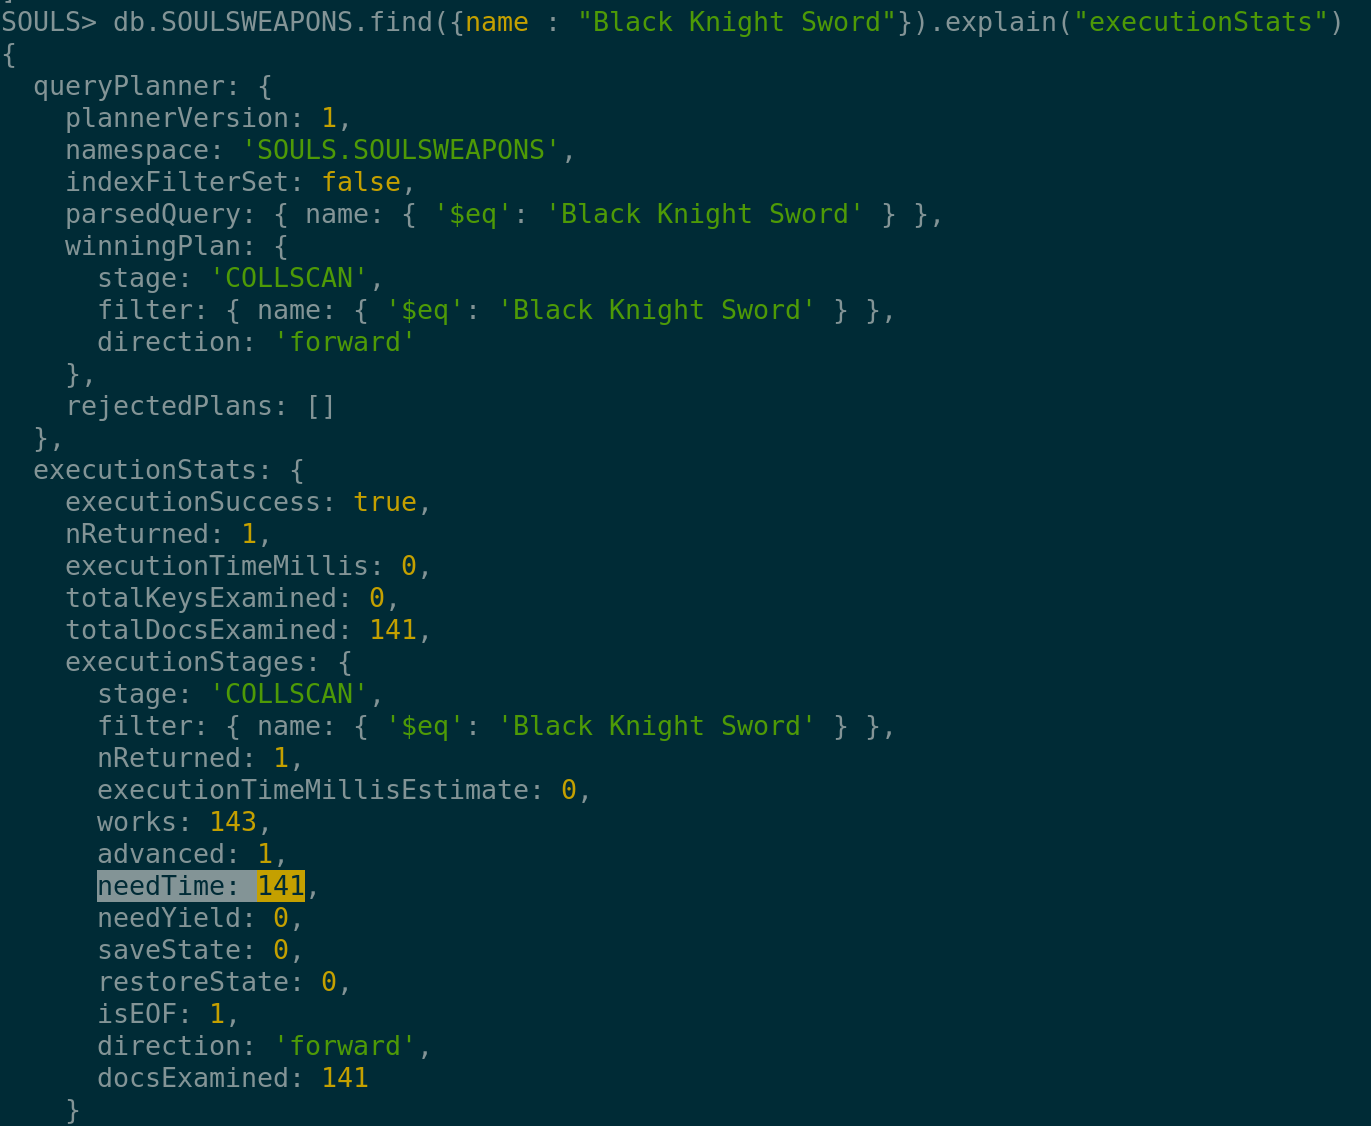 SOULS> db.SOULSWEAPONS.find({name : "Black Knight Sword"}).explain("executionStats")
{
  queryPlanner: {
    plannerVersion: 1,
    namespace: 'SOULS.SOULSWEAPONS',
    indexFilterSet: false,
    parsedQuery: { name: { '$eq': 'Black Knight Sword' } },
    winningPlan: {
      stage: 'COLLSCAN',
      filter: { name: { '$eq': 'Black Knight Sword' } },
      direction: 'forward'
    },
    rejectedPlans: []
  },
  executionStats: {
    executionSuccess: true,
    nReturned: 1,
    executionTimeMillis: 0,
    totalKeysExamined: 0,
    totalDocsExamined: 141,
    executionStages: {
      stage: 'COLLSCAN',
      filter: { name: { '$eq': 'Black Knight Sword' } },
      nReturned: 1,
      executionTimeMillisEstimate: 0,
      works: 143,
      advanced: 1,
      needTime: 141,
      needYield: 0,
      saveState: 0,
      restoreState: 0,
      isEOF: 1,
      direction: 'forward',
      docsExamined: 141
    }